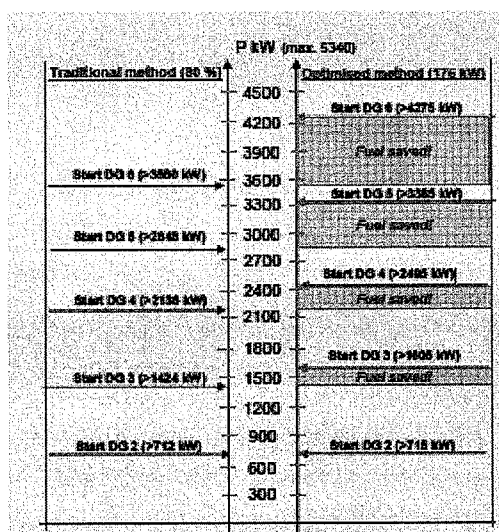 P kW (max. 5340)
Traditional method (80 %)
Optimised method (175 kW)
4500
Start DG 6 (>4275 kW)
4200
3900
Fuel saved!
Start DG 6 (>3560 kW)
3600
Start DG 5 (>3385 kW)
3300
Fuel saved!
3000
Start DG 5 (>2848 kW)
2700
Start DG 4 (>2495 kW)
2400
Fuel saved!
Start DG 4 (>2136 kW)
2100
1800
Start DG 3 (>1605 kW)
1500
Fuel saved!
Start DG 3 (>1424 kW)
1200
900
Start DG 2 (>712 kW)
Start DG 2 (>715 kW)
600
300